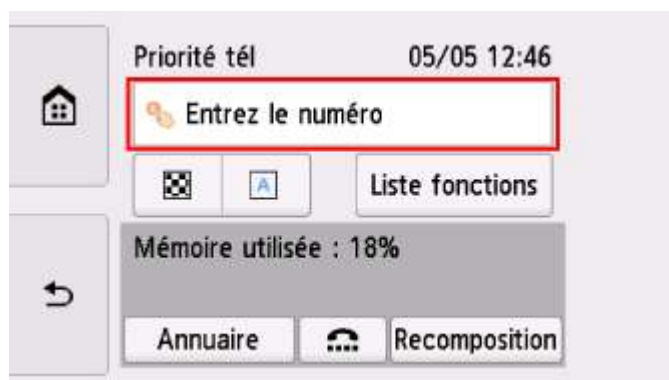 Priorité tél 05/05 12:46
Entrez le numéro
A Liste fonctions
Mémoire utilisée : 18%
Annuaire Recomposition